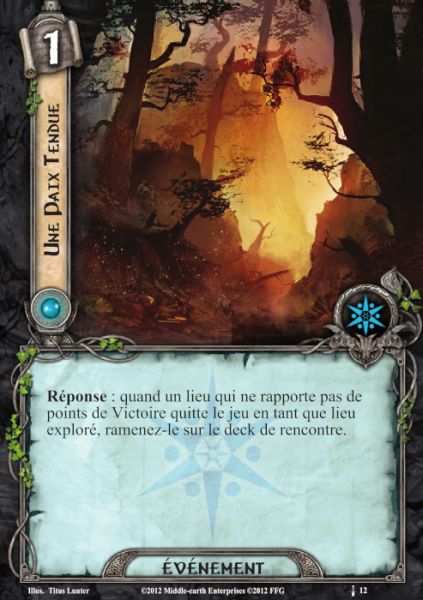 1
UNE PAIX TENDUE
Réponse : quand un lieu qui ne rapporte pas de
points de Victoire quitte le jeu en tant que lieu
exploré, ramenez-le sur le deck de rencontre.
ÉVÉNEMENT
Illus. Titus Lunter ©2012 Middle-earth Enterprises ©2012 FFG 12